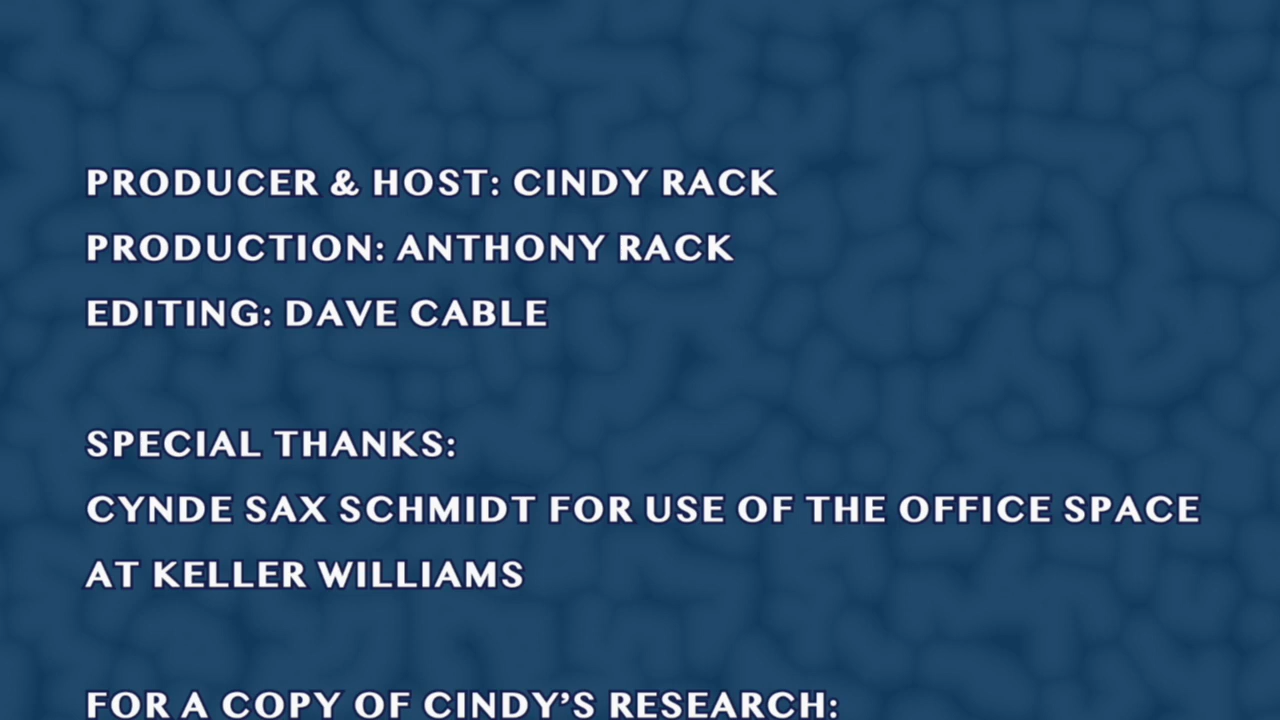 PRODUCER & HOST: CINDY RACK
PRODUCTION: ANTHONY RACK
EDITING: DAVE CABLE
SPECIAL THANKS:
CYNDE SAX SCHMIDT FOR USE OF THE OFFICE SPACE
AT KELLER WILLIAMS
FOR A COPY OF CINDY’S RESEARCH: